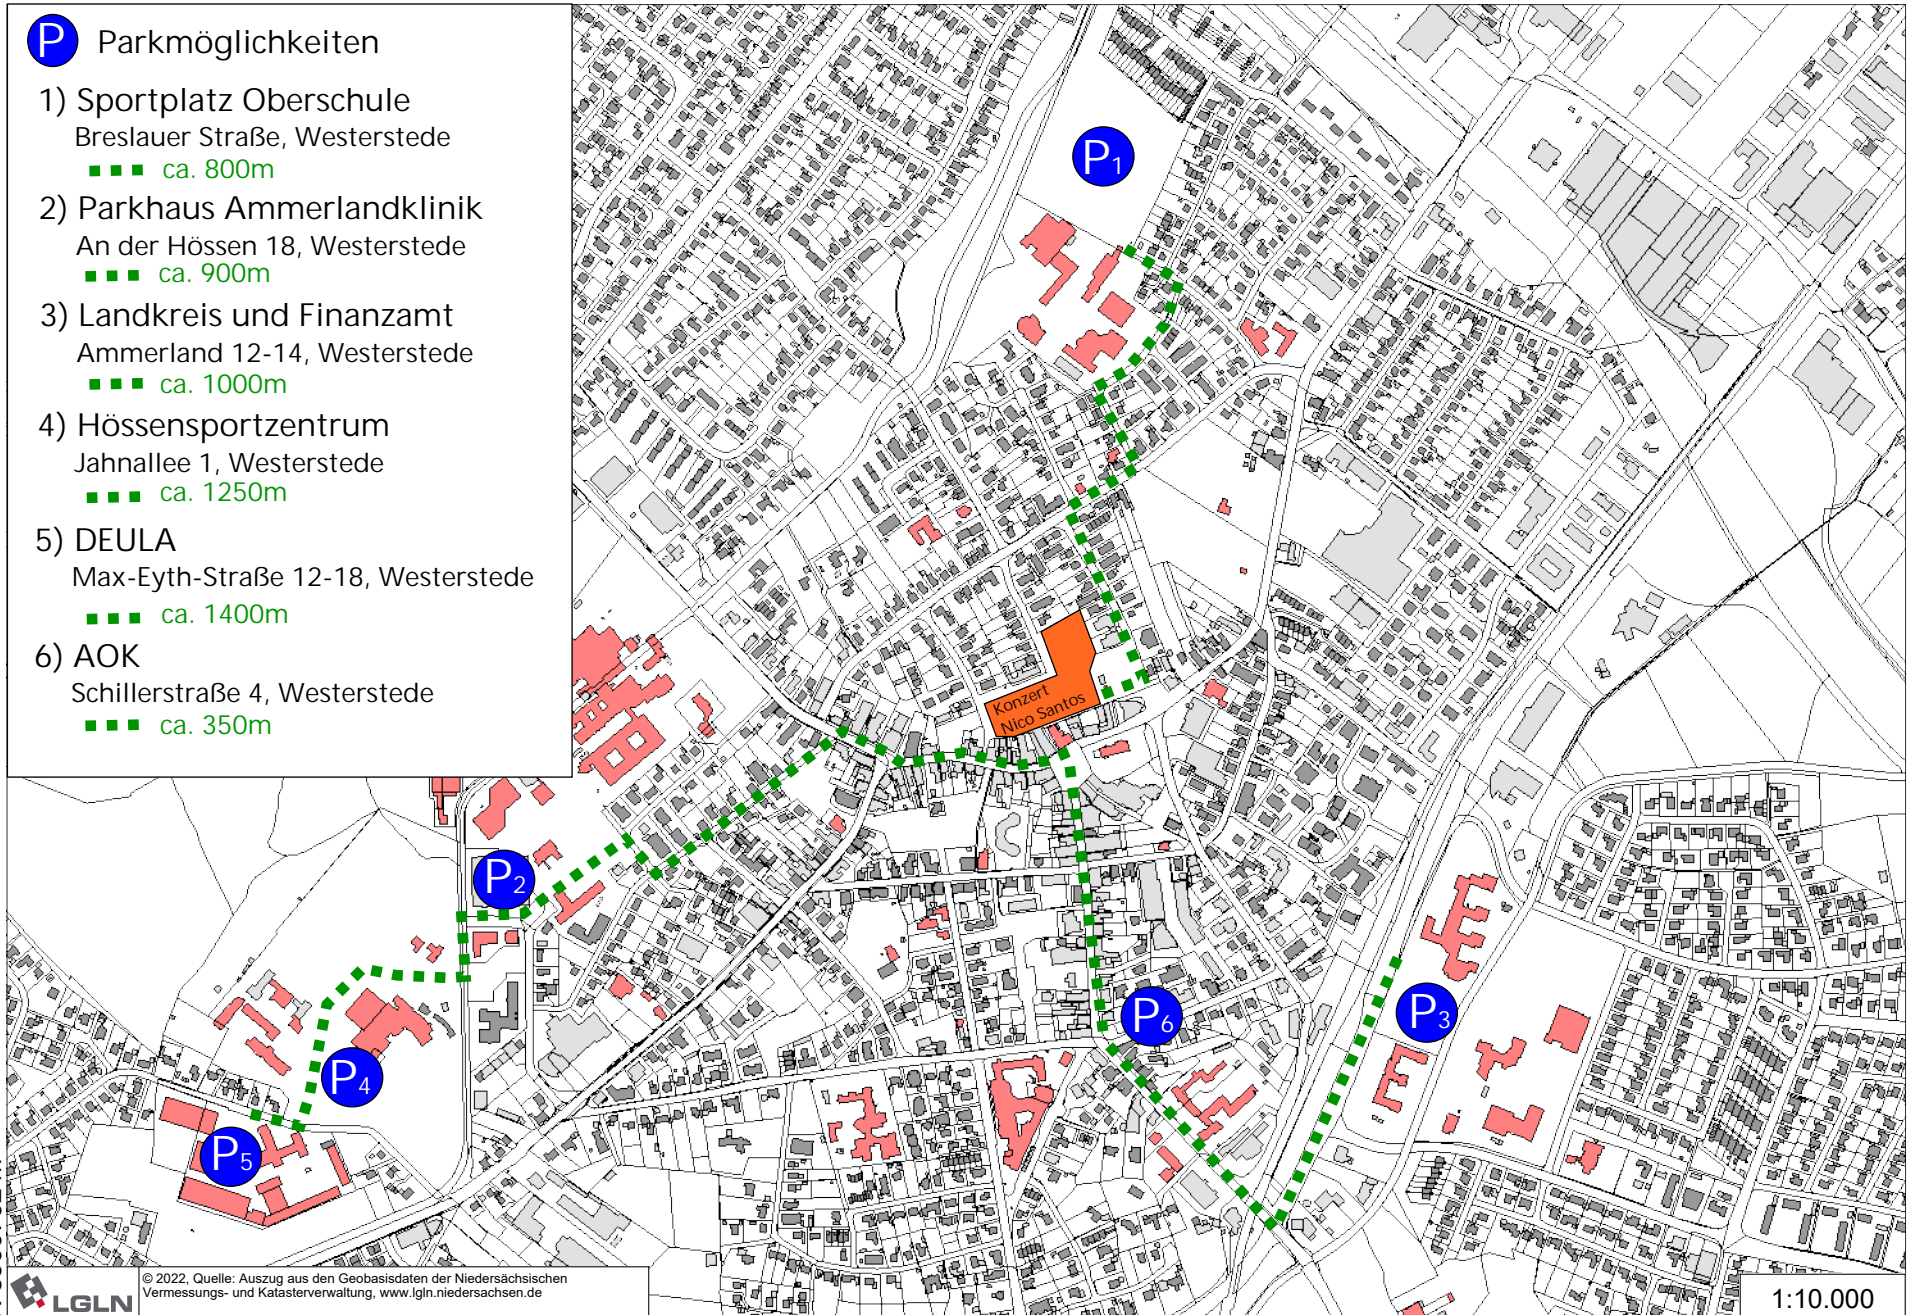 P Parkmöglichkeiten
1) Sportplatz Oberschule
Breslauer Straße, Westerstede
ca. 800m
2) Parkhaus Ammerlandklinik
An der Hössen 18, Westerstede
ca. 900m
3) Landkreis und Finanzamt
Ammerland 12-14, Westerstede
ca. 1000m
4) Hössensportzentrum
Jahnallee 1, Westerstede
ca. 1250m
5) DEULA
Max-Eyth-Straße 12-18, Westerstede
ca. 1400m
6) AOK
Schillerstraße 4, Westerstede
ca. 350m
P1
Konzert
Nico Santos
P2
P3
P6
P4
P5
LGLN
© 2022, Quelle: Auszug aus den Geobasisdaten der Niedersächsischen
Vermessungs- und Katasterverwaltung, www.lgln.niedersachsen.de
1:10.000